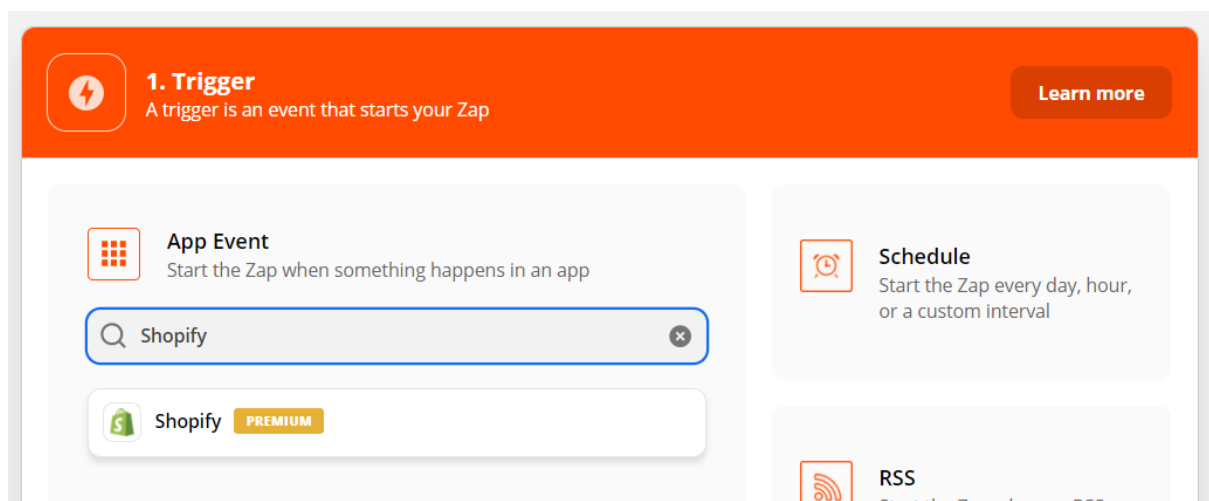 1. Trigger
A trigger is an event that starts your Zap
Learn more
App Event
Start the Zap when something happens in an app
Shopify
Shopify PREMIUM
Schedule
Start the Zap every day, hour,
or a custom interval
RSS